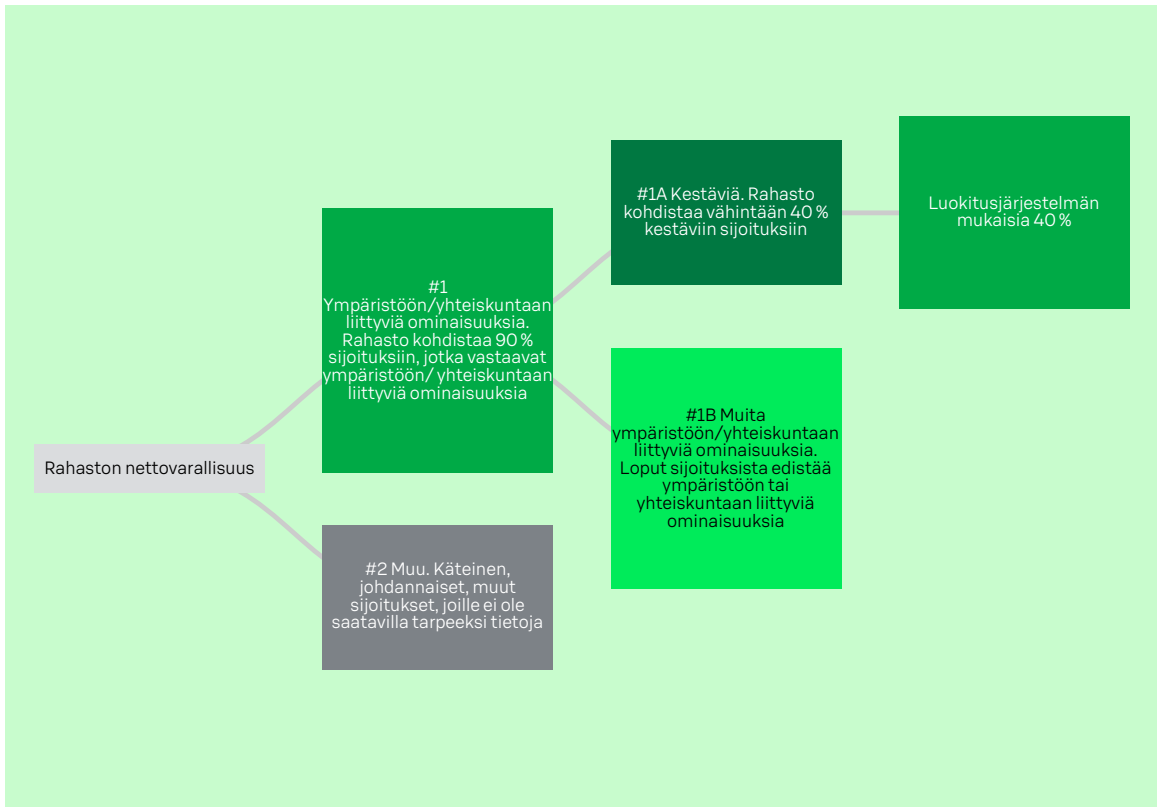 Rahaston nettovarallisuus
#1
Ympäristöön/yhteiskuntaan
liittyviä ominaisuuksia.
Rahasto kohdistaa 90 %
sijoituksiin, jotka vastaavat
ympäristöön/ yhteiskuntaan
liittyviä ominaisuuksia
#2 Muu. Käteinen,
johdannaiset, muut
sijoitukset, joille ei ole
saatavilla tarpeeksi tietoja
#1A Kestäviä. Rahasto
kohdistaa vähintään 40 %
kestäviin sijoituksiin
#1B Muita
ympäristöön/yhteiskuntaan
liittyviä ominaisuuksia.
Loput sijoituksista edistää
ympäristöön tai
yhteiskuntaan liittyviä
ominaisuuksia
Luokitusjärjestelmän
mukaisia 40 %